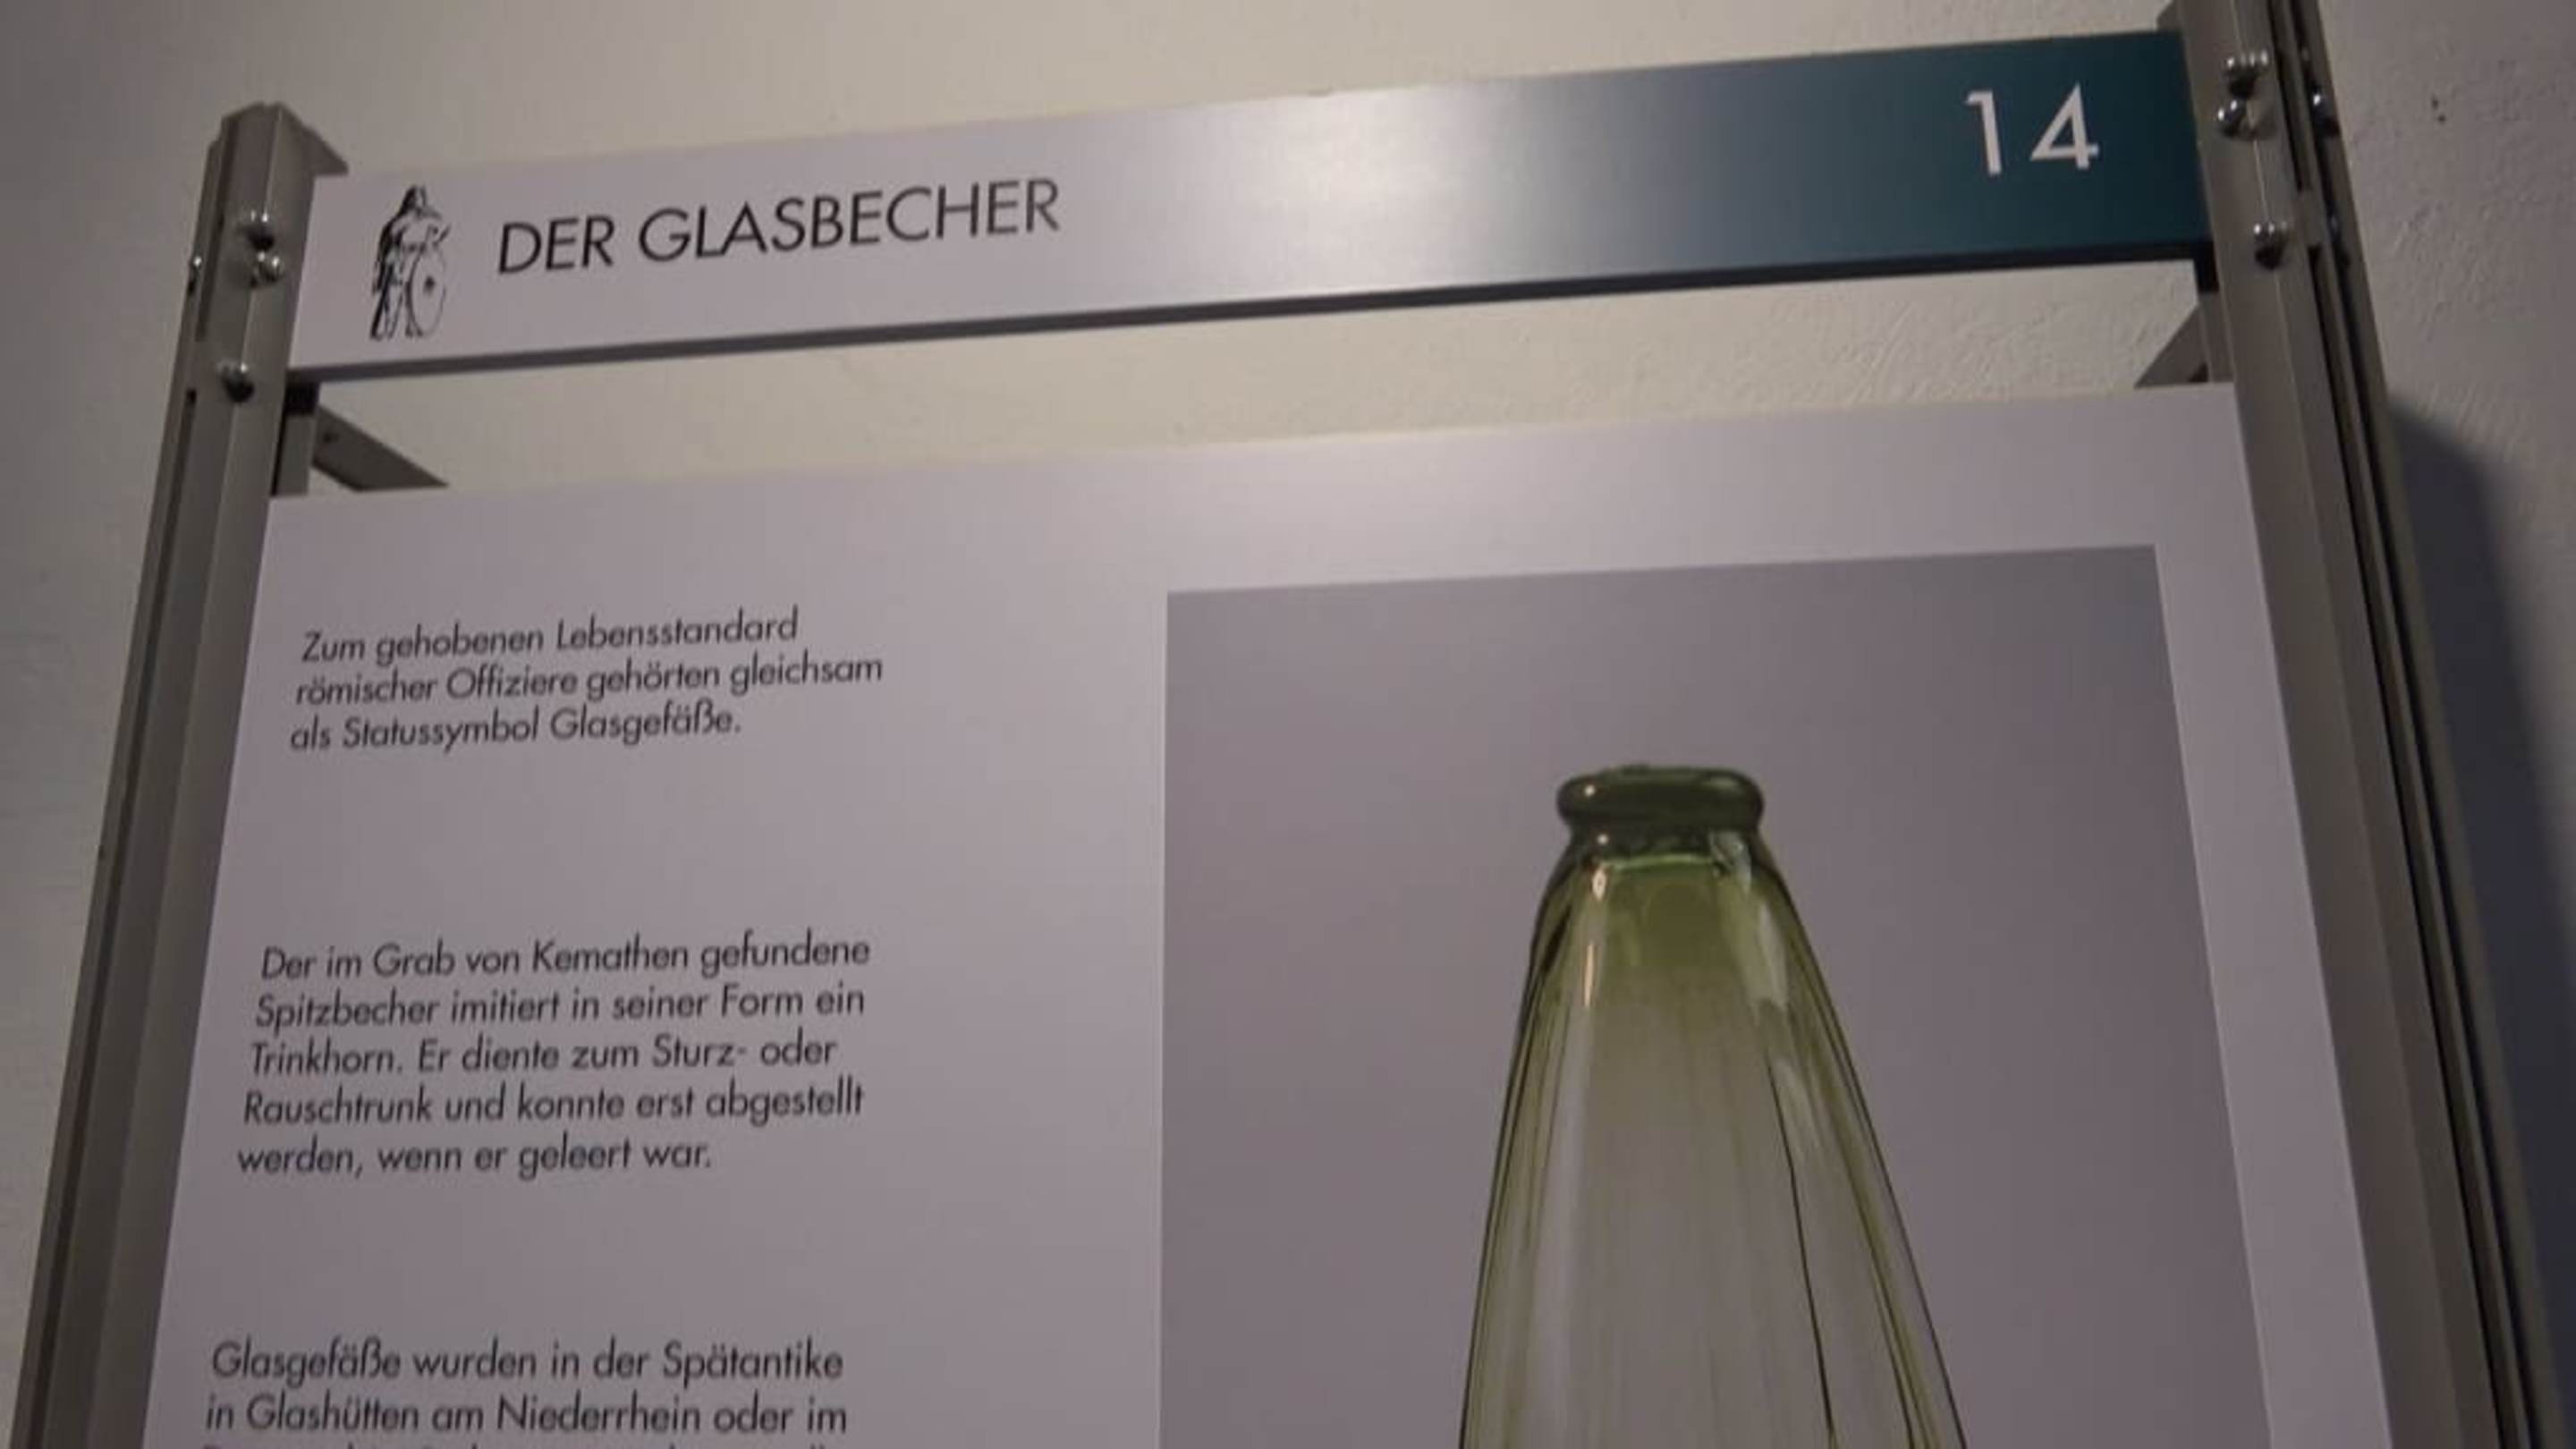 DER GLASBECHER
14
Zum gehobenen Lebensstandard
römischer Offiziere gehörten gleichsam
als Statussymbol Glasgefäße.
Der im Grab von Kemathen gefundene
Spitzbecher imitiert in seiner Form ein
Trinkhorn. Er diente zum Sturz- oder
Rauschtrunk und konnte erst abgestellt
werden, wenn er geleert war.
Glasgefäße wurden in der Spätantike
in Glashütten am Niederrhein oder im